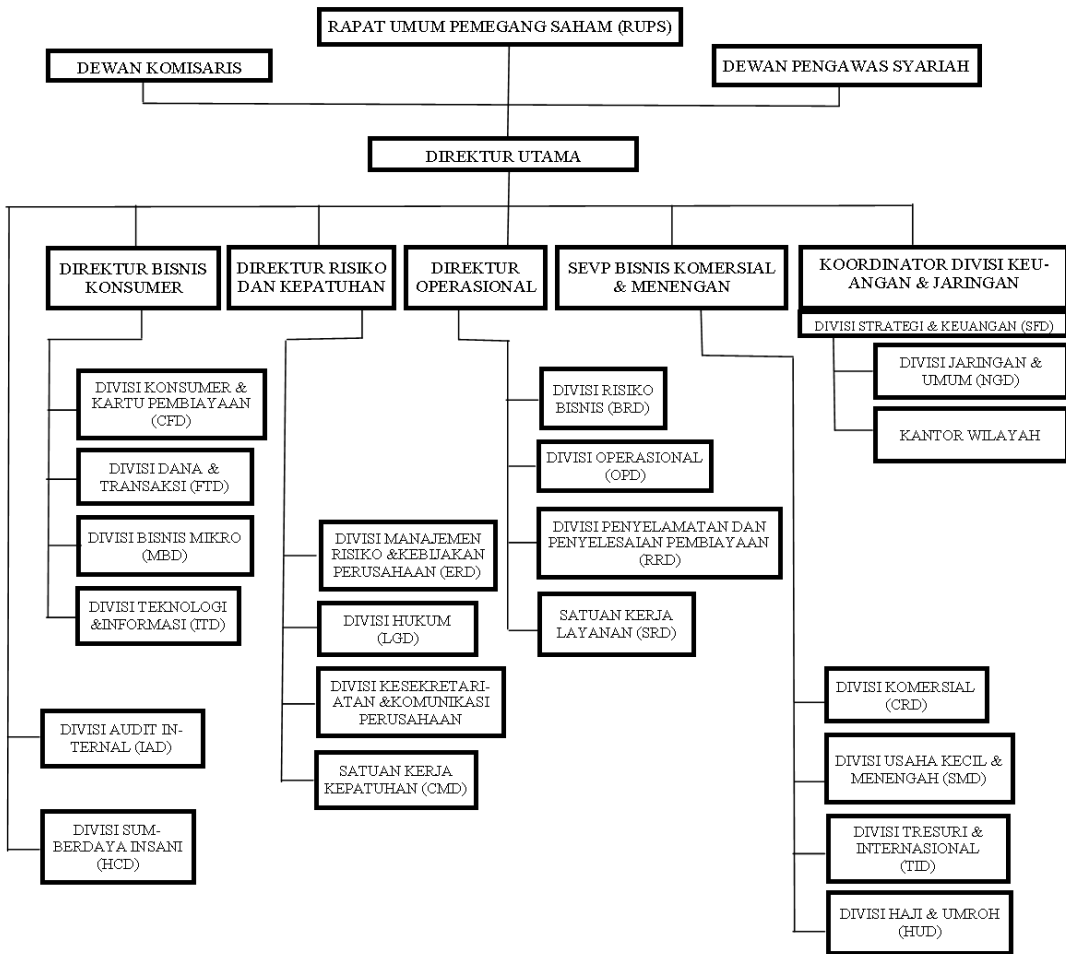 RAPAT UMUM PEMEGANG SAHAM (RUPS)
DEWAN KOMISARIS
DEWAN PENGAWAS SYARIAH
DIREKTUR UTAMA
DIREKTUR BISNIS
KONSUMER
DIREKTUR RISIKO
DAN KEPATUHAN
DIREKTUR
OPERASIONAL
SEVP BISNIS KOMERSIAL
& MENENGAN
KOORDINATOR DIVISI KEU-
ANGAN & JARINGAN
DIVISI STRATEGI & KEUANGAN (SFD)
DIVISI JARINGAN &
UMUM (NGD)
KANTOR WILAYAH
DIVISI KONSUMER &
KARTU PEMBIAYAAN
(CFD)
DIVISI DANA &
TRANSAKSI (FTD)
DIVISI BISNIS MIKRO
(MBD)
DIVISI TEKNOLOGI
&INFORMASI (ITD)
DIVISI AUDIT IN-
TERNAL (IAD)
DIVISI SUM-
BERDAYA INSANI
(HCD)
DIVISI MANAJEMEN
RISIKO &KEBIJAKAN
PERUSAHAAN (ERD)
DIVISI HUKUM
(LGD)
DIVISI KESEKRETARI-
ATAN &KOMUNIKASI
PERUSAHAAN
SATUAN KERJA
KEPATUHAN (CMD)
DIVISI RISIKO
BISNIS (BRD)
DIVISI OPERASIONAL
(OPD)
DIVISI PENYELAMATAN DAN
PENYELESAIAN PEMBIAYAAN
(RRD)
SATUAN KERJA
LAYANAN (SRD)
DIVISI KOMERSIAL
(CRD)
DIVISI USAHA KECIL &
MENENGAH (SMD)
DIVISI TRESURI &
INTERNASIONAL
(TID)
DIVISI HAJI & UMROH
(HUD)